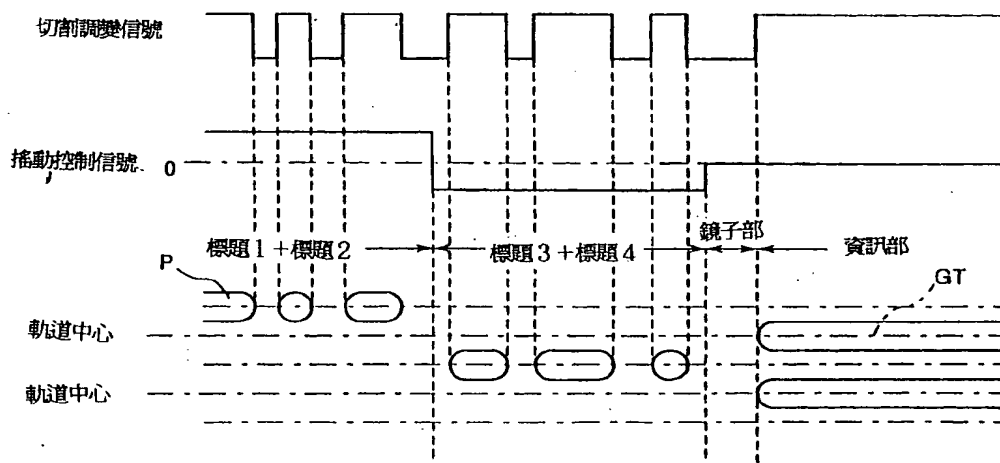 切割調變信號
搖動控制信號 0
鏡子部
標題1+標題2
標題3+標題4
資訊部
P
GT
軌道中心
軌道中心